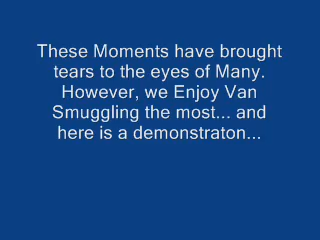 These Moments have brought
tears to the eyes of Many.
However, we Enjoy Van
Smuggling the most... and
here is a demonstraton...